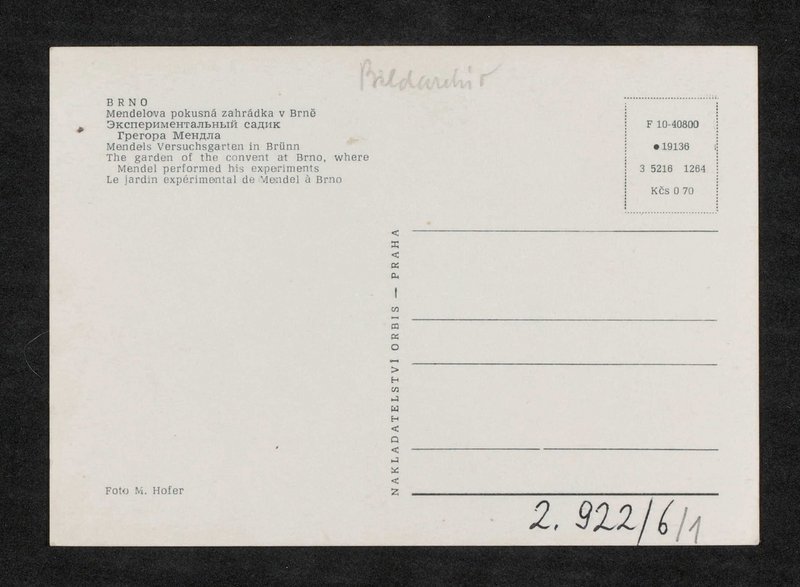 Bildarchiv
BRNO
Mendelova pokusná zahrádka v Brně
Экспериментальный садик
Грегора Мендла
Mendels Versuchsgarten in Brünn
The garden of the convent at Brno, where
Mendel performed his experiments
Le jardin expérimental de Mendel à Brno
F 10-40800
● 19136
3 5216 1264
Kčs 0 70
NAKLADATELSTVÍ ORBIS — PRAHA
Foto M. Hofer
2. 922/6/1